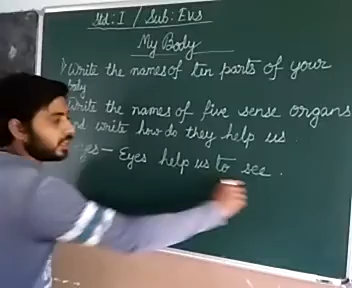 Std: I / Sub: Evs
My Body
Write the names of ten parts of your
body
Write the names of five sense organs
and write how do they help us.
eyes - Eyes help us to see.